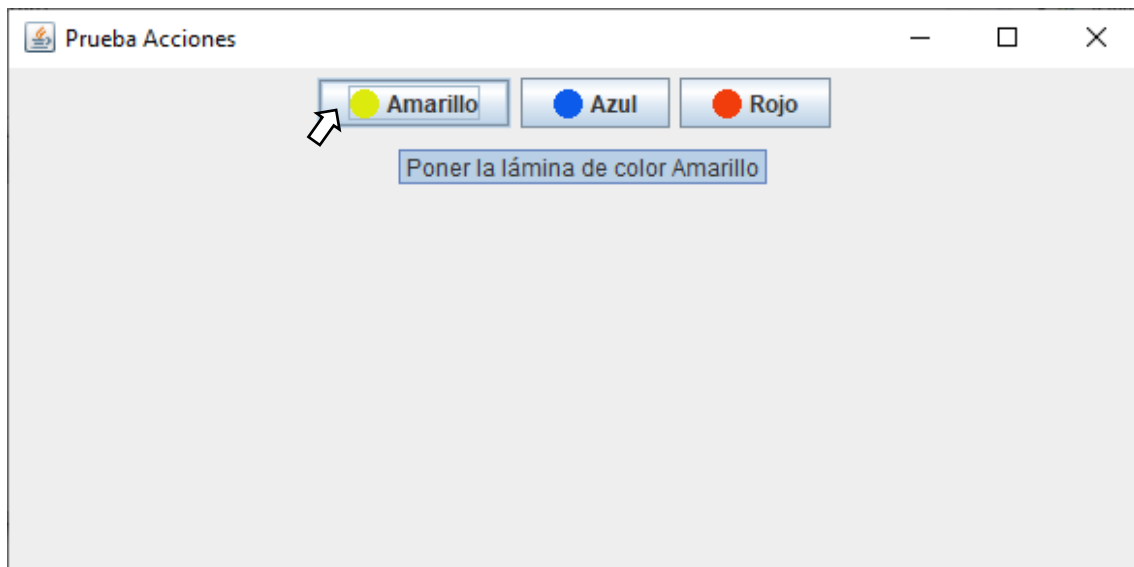 Prueba Acciones
Amarillo Azul Rojo
Poner la lámina de color Amarillo